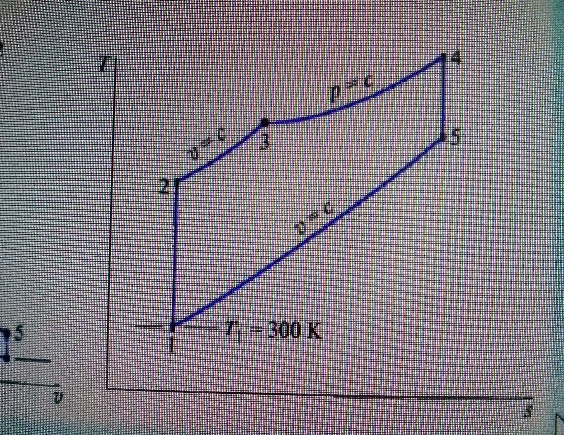 T
4
p = c
v = c
3
5
2
v = c
T₁ = 300 K
1
5
v
s